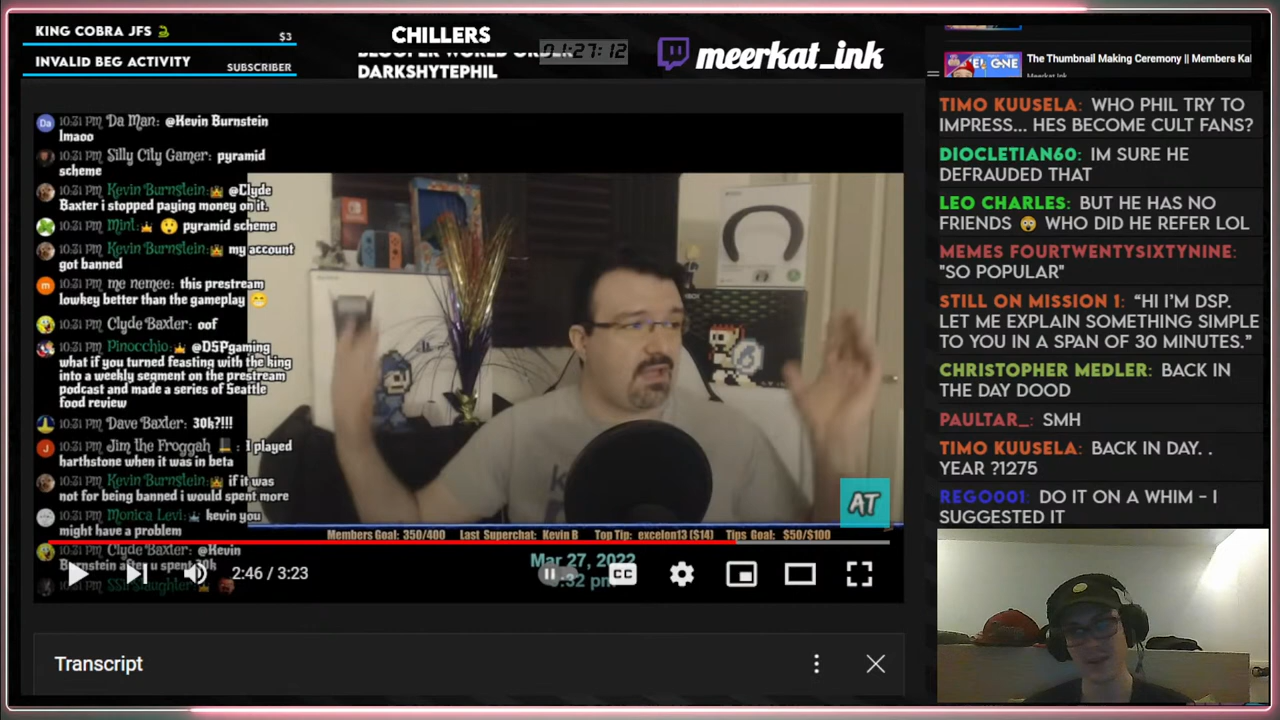 KING COBRA JFS
$3
INVALID BEG ACTIVITY
SUBSCRIBER
CHILLERS
DARKSHYTEPHIL
01:27:12
meerkat_ink
The Thumbnail Making Ceremony || Members Kal
Meerkat Ink
10:31 PM Da Man: @Kevin Burnstein
lmaoo
10:31 PM Silly City Gamer: pyramid
scheme
10:31 PM Kevin Burnstein: @Clyde
Baxter i stopped paying money on it.
10:31 PM Mint: 😲 pyramid scheme
10:31 PM Kevin Burnstein: my account
got banned
10:31 PM me nemee: this prestream
lowkey better than the gameplay 😁
10:31 PM Clyde Baxter: oof
10:31 PM Pinocchio: @DSPgaming
what if you turned feasting with the king
into a weekly segment on the prestream
podcast and made a series of Seattle
food review
10:31 PM Dave Baxter: 30k?!!!
10:31 PM Jim the Froggah: I played
harthstone when it was in beta
10:31 PM Kevin Burnstein: if it was
not for being banned i would spent more
10:31 PM Monica Levi: kevin you
might have a problem
10:31 PM Clyde Baxter: @Kevin
Burnstein after u spent 30k
Members Goal: 350/400 Last Superchat: Kevin B Top Tip: excelon13 ($14) Tips Goal: $50/$100
Mar 27, 2022
:32 pm
AT
2:46 / 3:23
CC
Transcript
TIMO KUUSELA: WHO PHIL TRY TO
IMPRESS... HES BECOME CULT FANS?
DIOCLETIAN60: IM SURE HE
DEFRAUDED THAT
LEO CHARLES: BUT HE HAS NO
FRIENDS 😨 WHO DID HE REFER LOL
MEMES FOURTWENTYSIXTYNINE:
"SO POPULAR"
STILL ON MISSION 1: “HI I’M DSP.
LET ME EXPLAIN SOMETHING SIMPLE
TO YOU IN A SPAN OF 30 MINUTES.”
CHRISTOPHER MEDLER: BACK IN
THE DAY DOOD
PAULTAR_: SMH
TIMO KUUSELA: BACK IN DAY. .
YEAR ?1275
REGO001: DO IT ON A WHIM - I
SUGGESTED IT